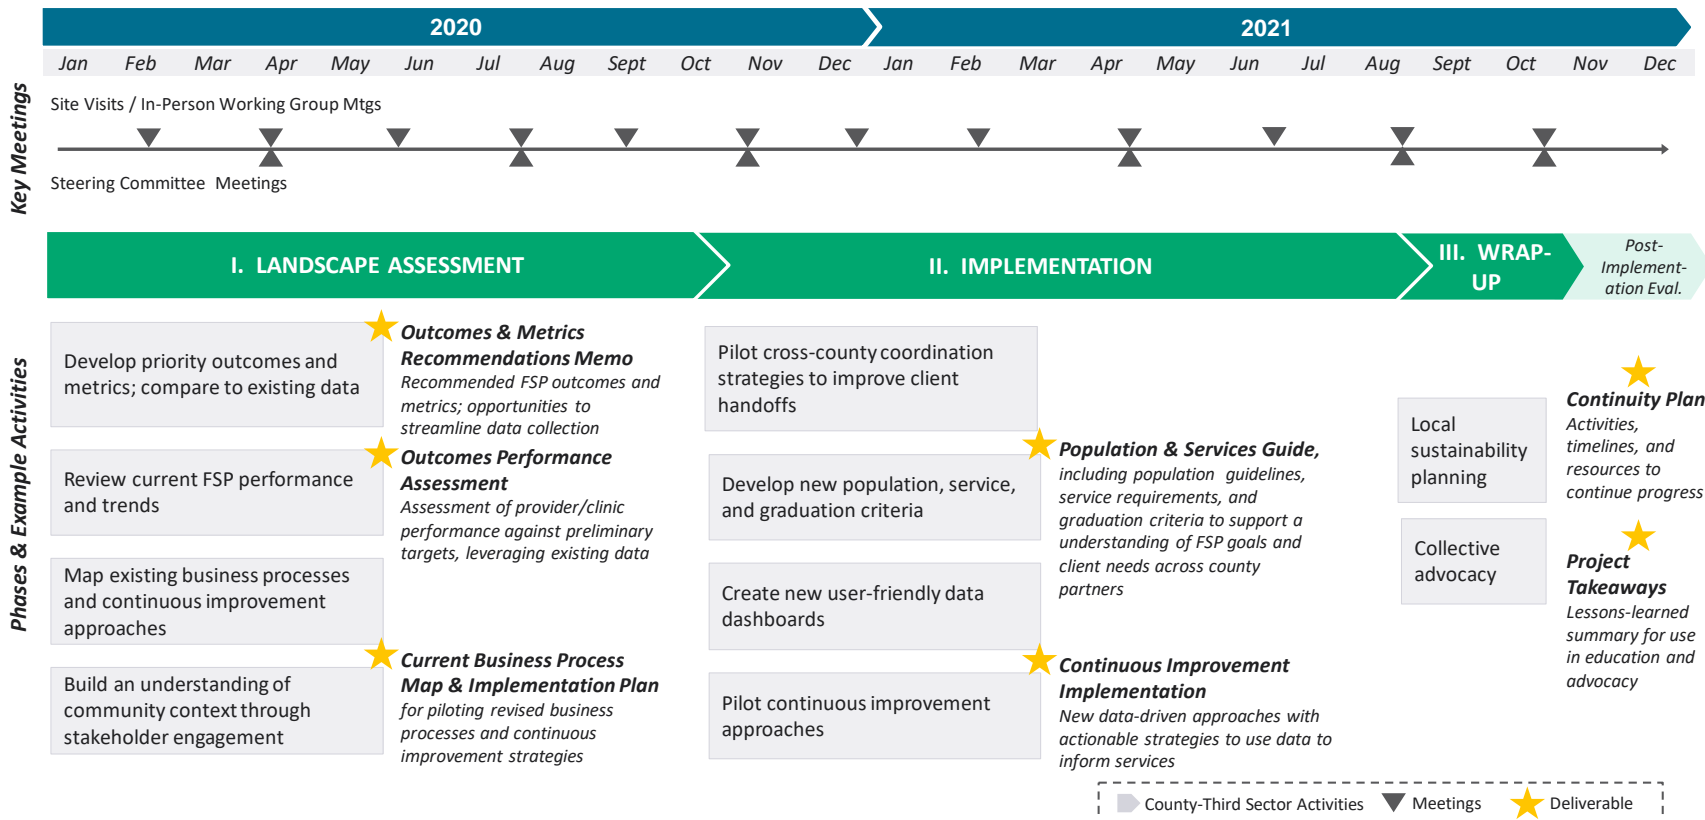 2020
2021
Jan Feb Mar Apr May Jun Jul Aug Sept Oct Nov Dec Jan Feb Mar Apr May Jun Jul Aug Sept Oct Nov Dec
Key Meetings
Site Visits / In-Person Working Group Mtgs
Steering Committee Meetings
I. LANDSCAPE ASSESSMENT
II. IMPLEMENTATION
III. WRAP-
UP
Post-
Implement-
ation Eval.
Phases & Example Activities
Develop priority outcomes and
metrics; compare to existing data
Outcomes & Metrics
Recommendations Memo
Recommended FSP outcomes and
metrics; opportunities to
streamline data collection
Review current FSP performance
and trends
Outcomes Performance
Assessment
Assessment of provider/clinic
performance against preliminary
targets, leveraging existing data
Map existing business processes
and continuous improvement
approaches
Build an understanding of
community context through
stakeholder engagement
Current Business Process
Map & Implementation Plan
for piloting revised business
processes and continuous
improvement strategies
Pilot cross-county coordination
strategies to improve client
handoffs
Develop new population, service,
and graduation criteria
Population & Services Guide,
including population guidelines,
service requirements, and
graduation criteria to support a
understanding of FSP goals and
client needs across county
partners
Create new user-friendly data
dashboards
Pilot continuous improvement
approaches
Continuous Improvement
Implementation
New data-driven approaches with
actionable strategies to use data to
inform services
Local
sustainability
planning
Continuity Plan
Activities,
timelines, and
resources to
continue progress
Collective
advocacy
Project
Takeaways
Lessons-learned
summary for use
in education and
advocacy
County-Third Sector Activities
Meetings
Deliverable